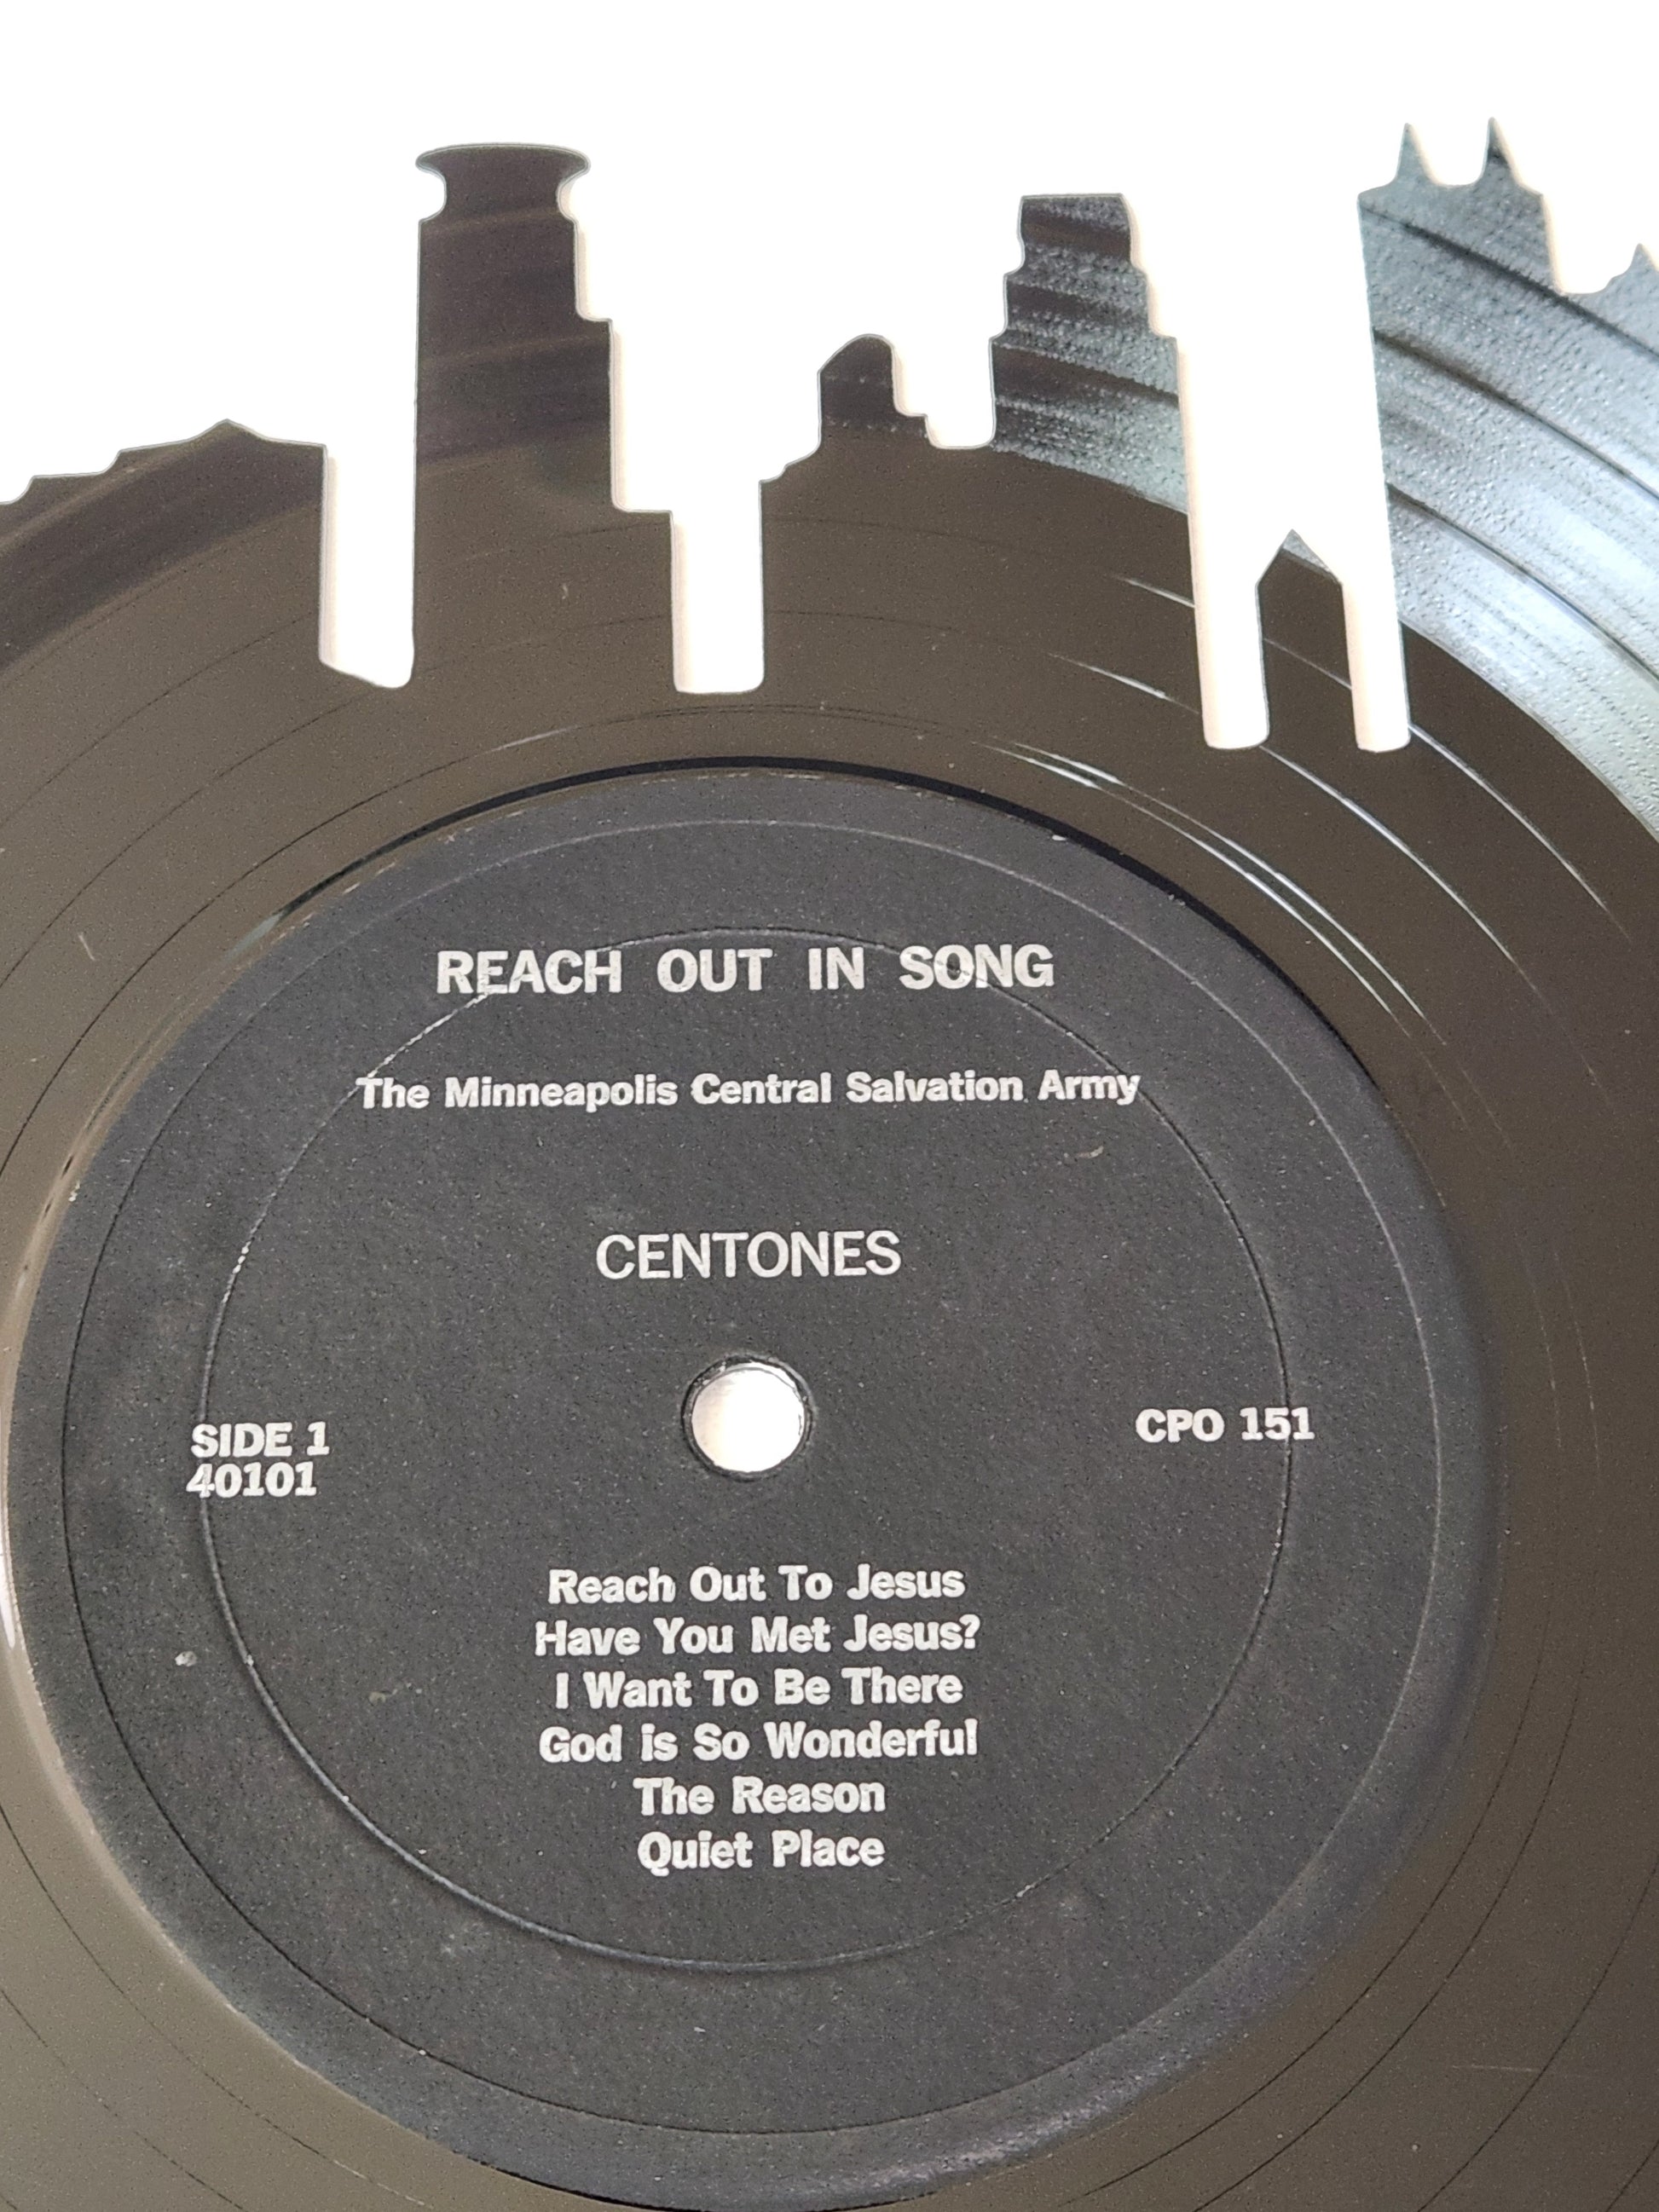 REACH OUT IN SONG
The Minneapolis Central Salvation Army
CENTONES
SIDE 1
40101
CPO 151
Reach Out To Jesus
Have You Met Jesus?
I Want To Be There
God is So Wonderful
The Reason
Quiet Place